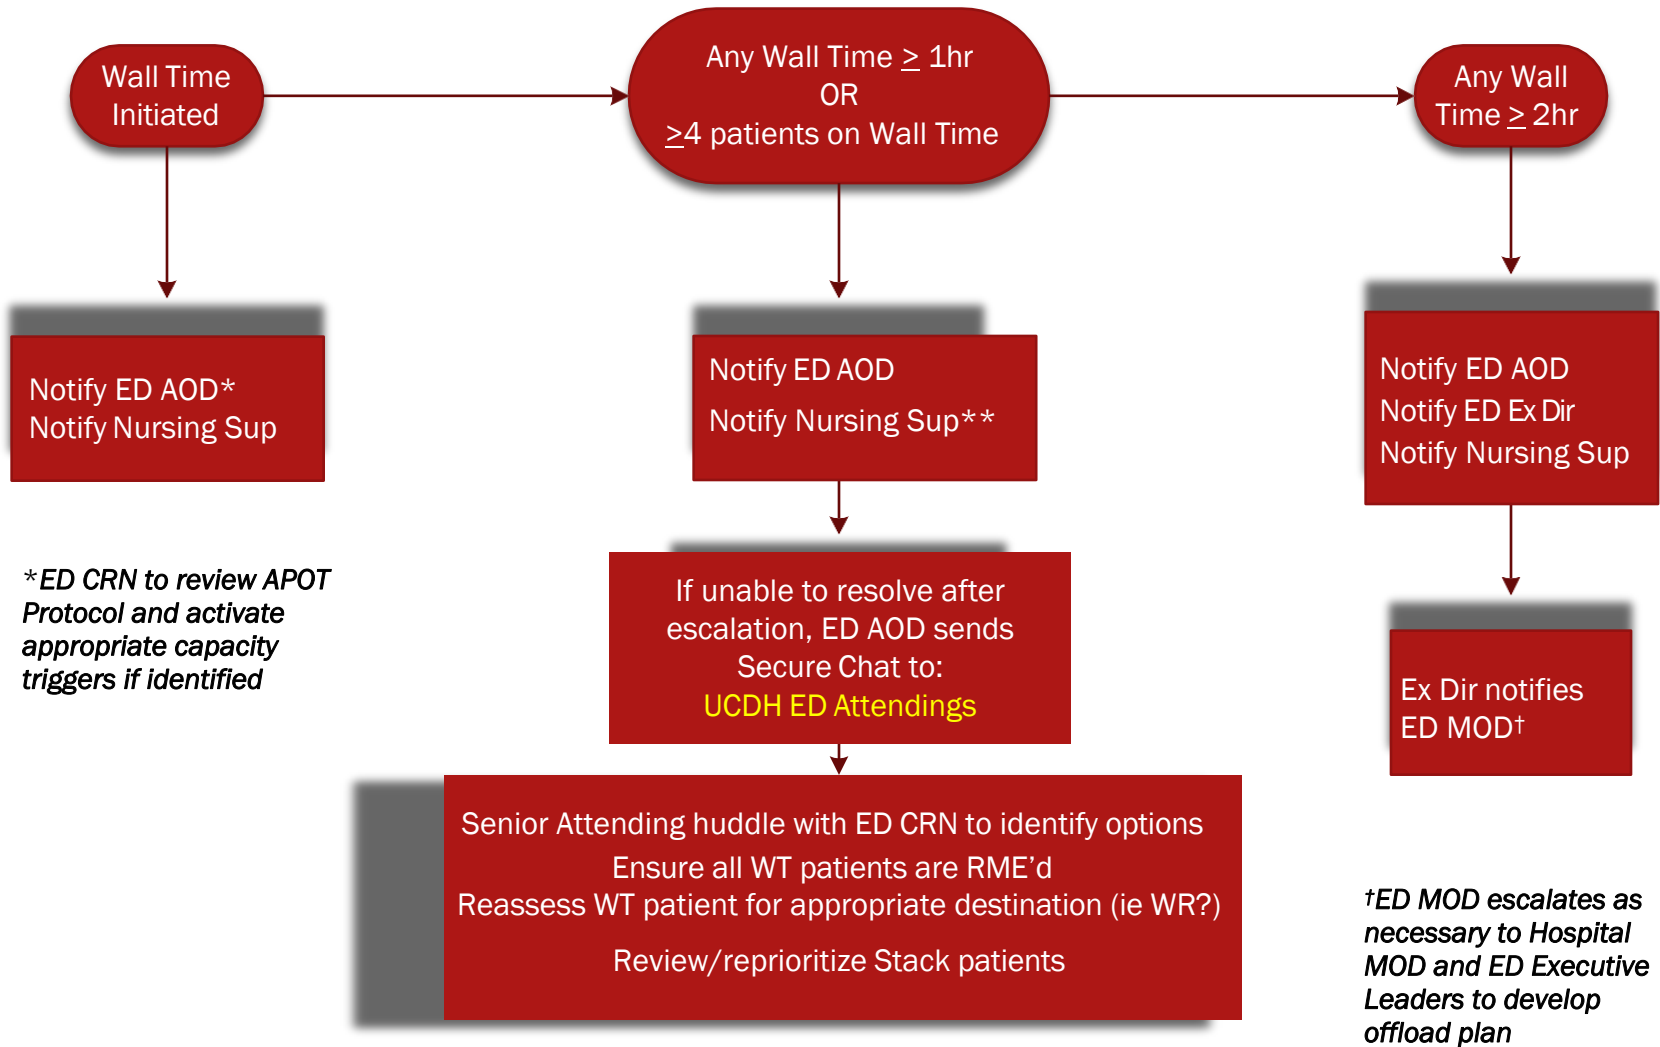 Wall Time
Initiated
Any Wall Time ≥ 1hr
OR
≥4 patients on Wall Time
Any Wall
Time ≥ 2hr
Notify ED AOD*
Notify Nursing Sup
*ED CRN to review APOT
Protocol and activate
appropriate capacity
triggers if identified
Notify ED AOD
Notify Nursing Sup**
If unable to resolve after
escalation, ED AOD sends
Secure Chat to:
UCDH ED Attendings
Senior Attending huddle with ED CRN to identify options
Ensure all WT patients are RME’d
Reassess WT patient for appropriate destination (ie WR?)
Review/reprioritize Stack patients
Notify ED AOD
Notify ED Ex Dir
Notify Nursing Sup
Ex Dir notifies
ED MOD†
†ED MOD escalates as
necessary to Hospital
MOD and ED Executive
Leaders to develop
offload plan